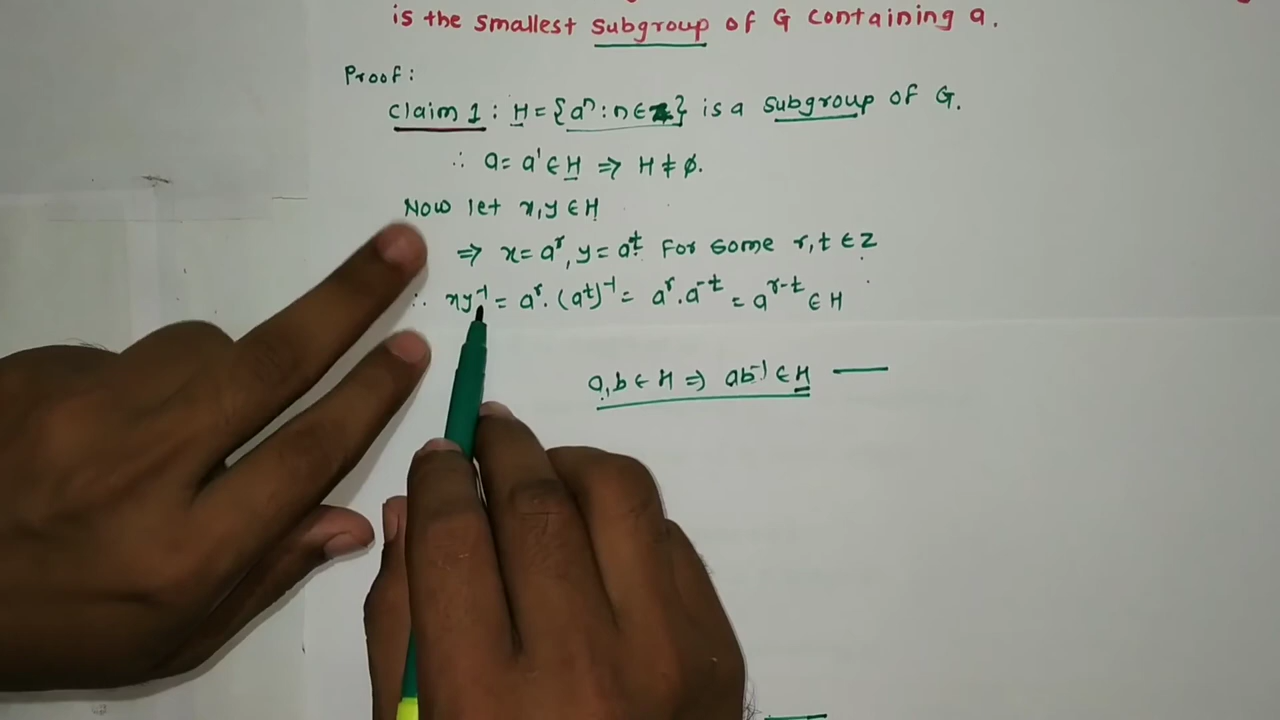 is the smallest subgroup of G containing a.
Proof:
Claim 1: H = {aⁿ : n ∈ Z} is a subgroup of G.
∴ a = a¹ ∈ H ⇒ H ≠ ϕ.
Now let x, y ∈ H
⇒ x = aʳ, y = aᵗ for some r, t ∈ Z
∴ xy⁻¹ = aʳ. (aᵗ)⁻¹ = aʳ. a⁻ᵗ = aʳ⁻ᵗ ∈ H
a, b ∈ H ⇒ ab⁻¹ ∈ H